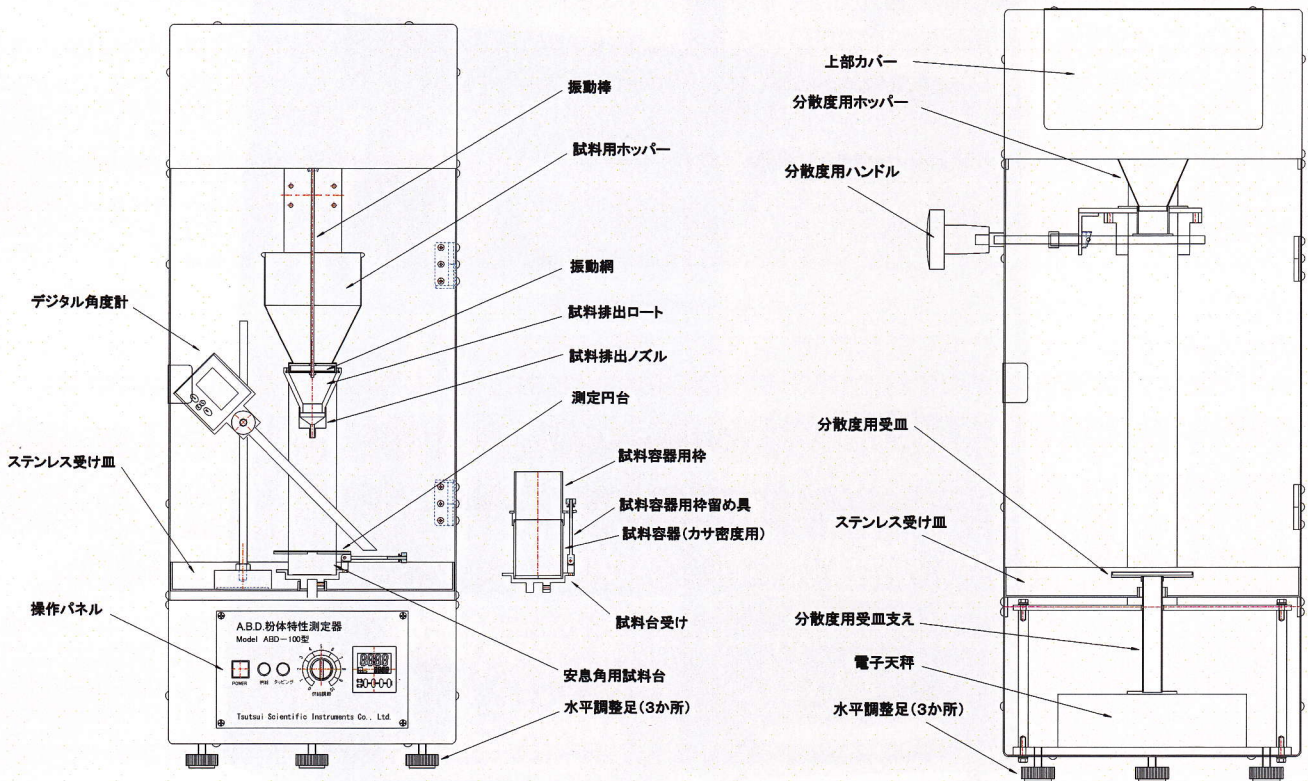 振動棒
試料用ホッパー
振動網
デジタル角度計
試料排出ロート
試料排出ノズル
測定円台
ステンレス受け皿
試料容器用枠
試料容器用枠留め具
試料容器(カサ密度用)
試料台受け
操作パネル
A.B.D.粉体特性測定器
Model ABD-100型
POWER
タッピング
Tsutsui Scientific Instruments Co., Ltd.
安息角用試料台
水平調整足(3か所)
上部カバー
分散度用ホッパー
分散度用ハンドル
分散度用受皿
ステンレス受け皿
分散度用受皿支え
電子天秤
水平調整足(3か所)